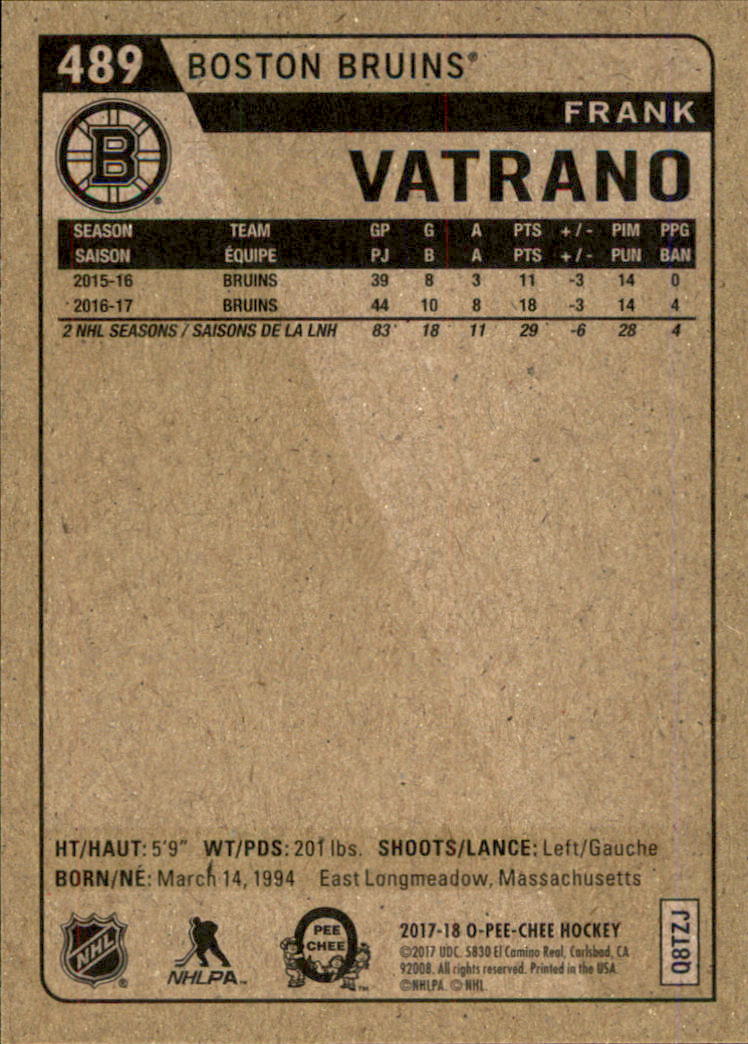 489 BOSTON BRUINS®
B ®
FRANK
VATRANO
SEASON TEAM GP G A PTS +/- PIM PPG
SAISON ÉQUIPE PJ B A PTS +/- PUN BAN
2015-16 BRUINS 39 8 3 11 -3 14 0
2016-17 BRUINS 44 10 8 18 -3 14 4
2 NHL SEASONS / SAISONS DE LA LNH 83 18 11 29 -6 28 4
HT/HAUT: 5'9" WT/PDS: 201 lbs. SHOOTS/LANCE: Left/Gauche
BORN/NÉ: March 14, 1994 East Longmeadow, Massachusetts
NHL ®
NHLPA™
O PEE CHEE ™
2017-18 O-PEE-CHEE HOCKEY
©2017 UDC. 5830 El Camino Real, Carlsbad, CA
92008. All rights reserved. Printed in the USA.
©NHLPA. © NHL.
Q8TZJ